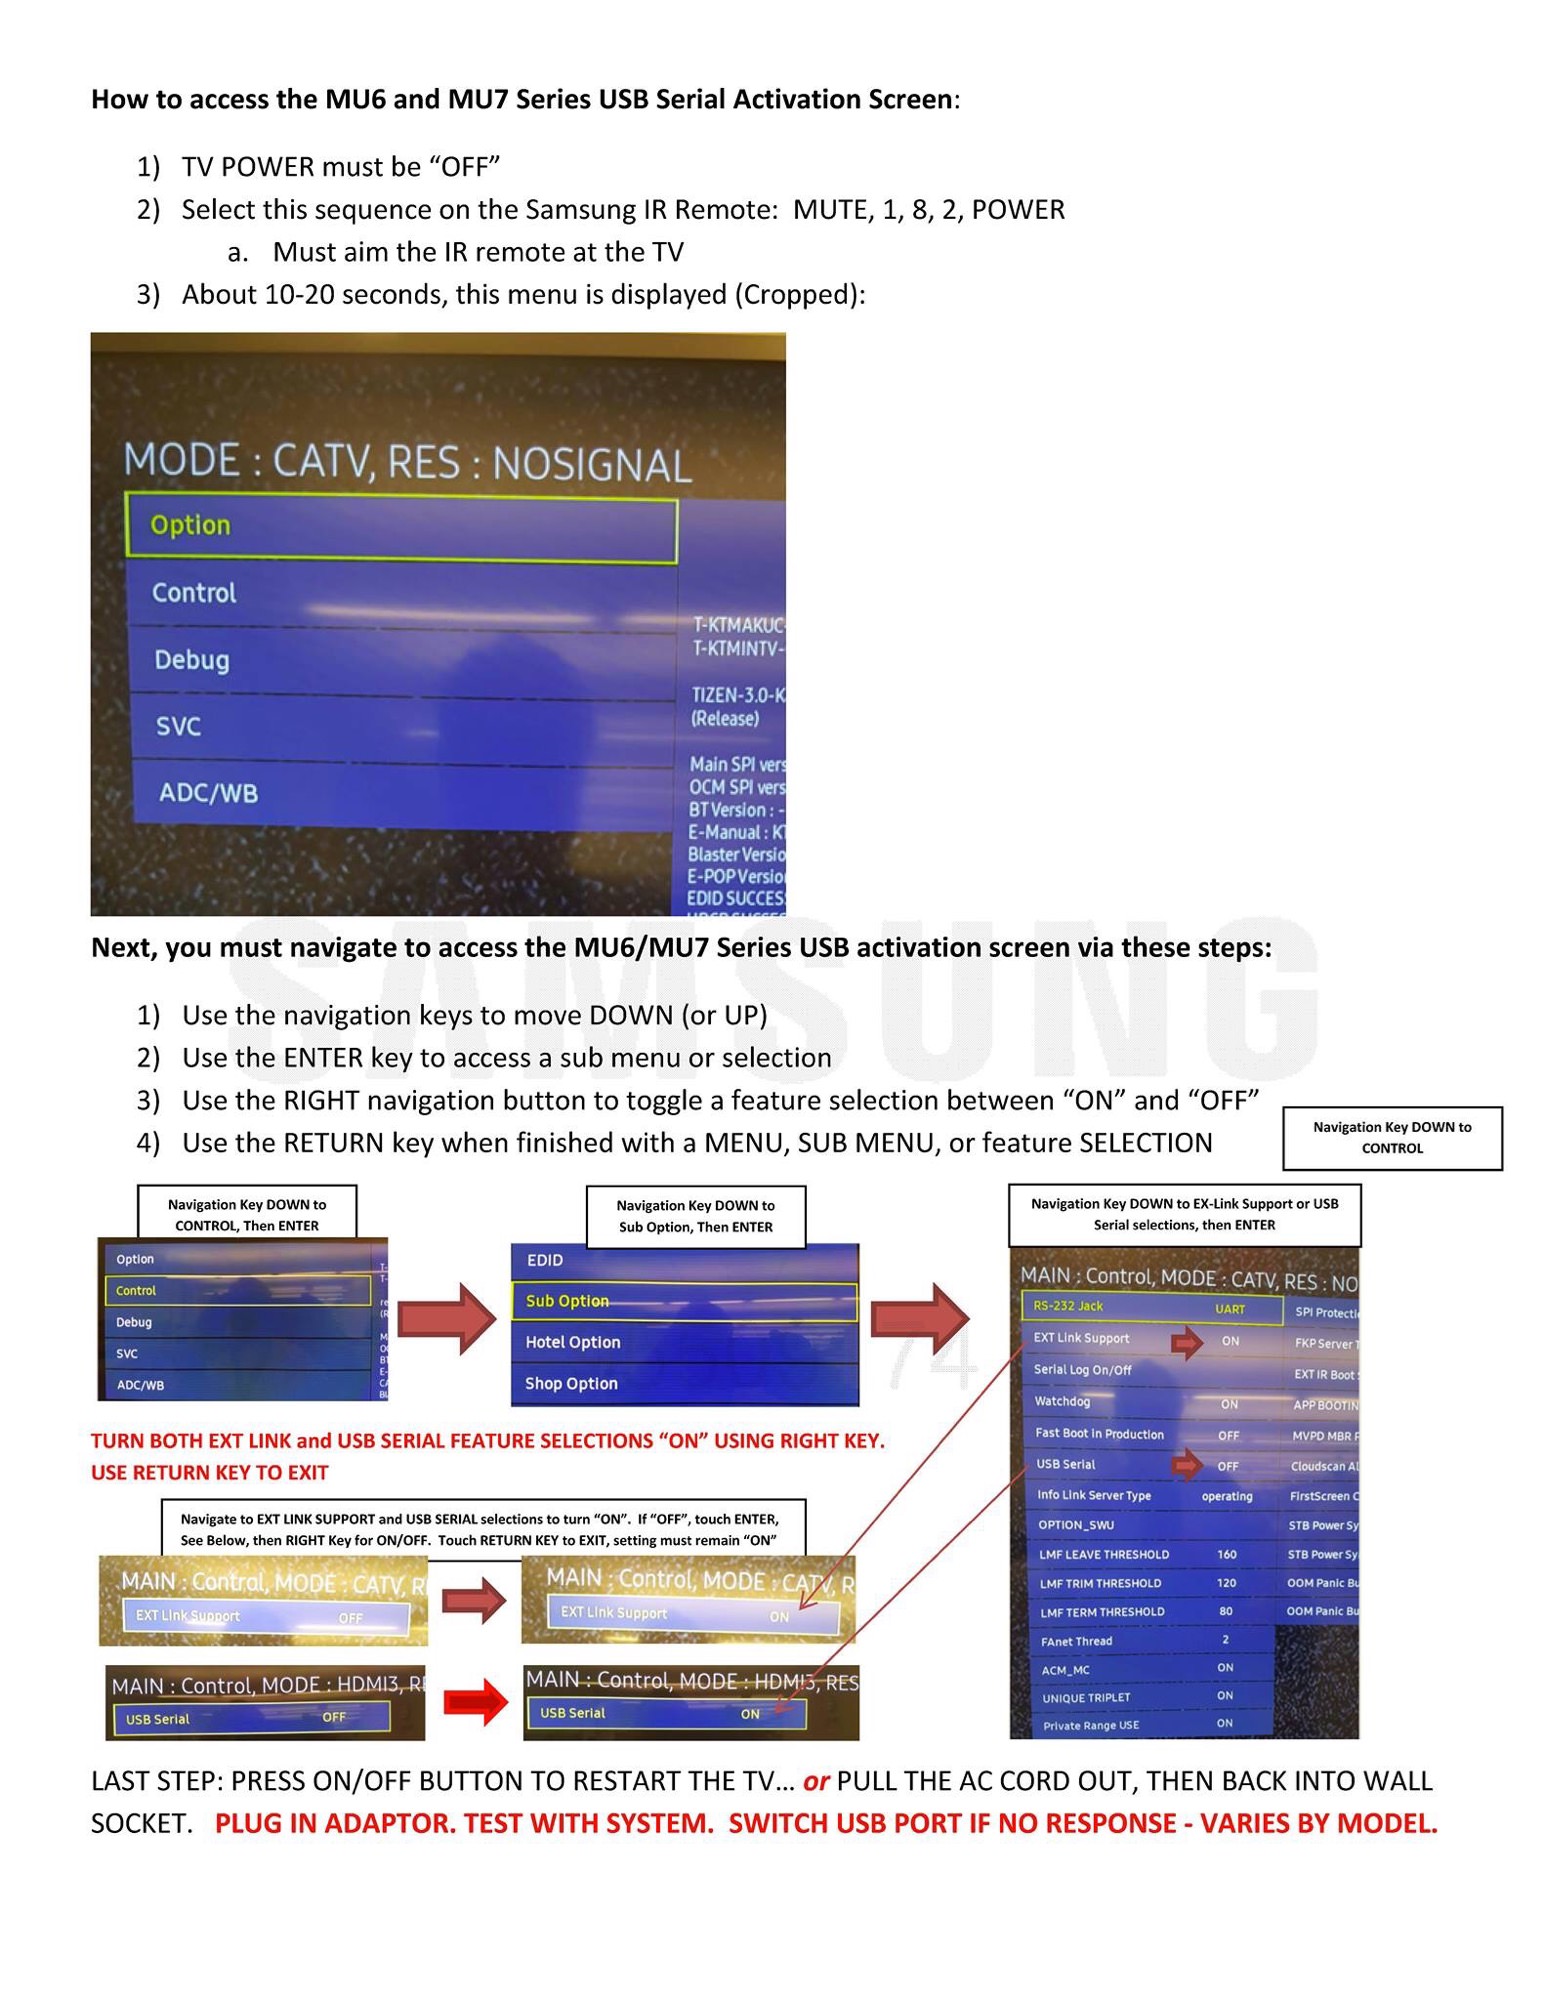 How to access the MU6 and MU7 Series USB Serial Activation Screen:
1) TV POWER must be “OFF”
2) Select this sequence on the Samsung IR Remote: MUTE, 1, 8, 2, POWER
a. Must aim the IR remote at the TV
3) About 10-20 seconds, this menu is displayed (Cropped):
MODE : CATV, RES : NOSIGNAL
Option
Control
Debug
SVC
ADC/WB
T-KTMAKUC-
T-KTMINTV-
TIZEN-3.0-K
(Release)
Main SPI vers
OCM SPI vers
BT Version : -
E-Manual : KT
Blaster Versio
E-POP Version
EDID SUCCESS
SAMSUNG
Next, you must navigate to access the MU6/MU7 Series USB activation screen via these steps:
1) Use the navigation keys to move DOWN (or UP)
2) Use the ENTER key to access a sub menu or selection
3) Use the RIGHT navigation button to toggle a feature selection between “ON” and “OFF”
4) Use the RETURN key when finished with a MENU, SUB MENU, or feature SELECTION
Navigation Key DOWN to
CONTROL
Navigation Key DOWN to
CONTROL, Then ENTER
Option
Control
Debug
SVC
ADC/WB
Navigation Key DOWN to
Sub Option, Then ENTER
EDID
Sub Option
Hotel Option
Shop Option
74
Navigation Key DOWN to EX-Link Support or USB
Serial selections, then ENTER
MAIN : Control, MODE : CATV, RES : NO
RS-232 Jack UART SPI Protectic
EXT Link Support ON FKP Server T
Serial Log On/Off EXT IR Boot S
Watchdog ON APP BOOTIN
Fast Boot In Production OFF MVPD MBR F
USB Serial OFF Cloudscan Al
Info Link Server Type operating FirstScreen C
OPTION_SWU STB Power Sy
LMF LEAVE THRESHOLD 160 STB Power Sy
LMF TRIM THRESHOLD 120 OOM Panic Bu
LMF TERM THRESHOLD 80 OOM Panic Bu
FAnet Thread 2
ACM_MC ON
UNIQUE TRIPLET ON
Private Range USE ON
TURN BOTH EXT LINK and USB SERIAL FEATURE SELECTIONS “ON” USING RIGHT KEY.
USE RETURN KEY TO EXIT
Navigate to EXT LINK SUPPORT and USB SERIAL selections to turn “ON”. If “OFF”, touch ENTER,
See Below, then RIGHT Key for ON/OFF. Touch RETURN KEY to EXIT, setting must remain “ON”
MAIN : Control, MODE : CATV, R
EXT Link Support OFF
MAIN : Control, MODE : CATV, R
EXT Link Support ON
MAIN : Control, MODE : HDMI3, RE
USB Serial OFF
MAIN : Control, MODE : HDMI3, RES
USB Serial ON
LAST STEP: PRESS ON/OFF BUTTON TO RESTART THE TV… or PULL THE AC CORD OUT, THEN BACK INTO WALL
SOCKET. PLUG IN ADAPTOR. TEST WITH SYSTEM. SWITCH USB PORT IF NO RESPONSE - VARIES BY MODEL.